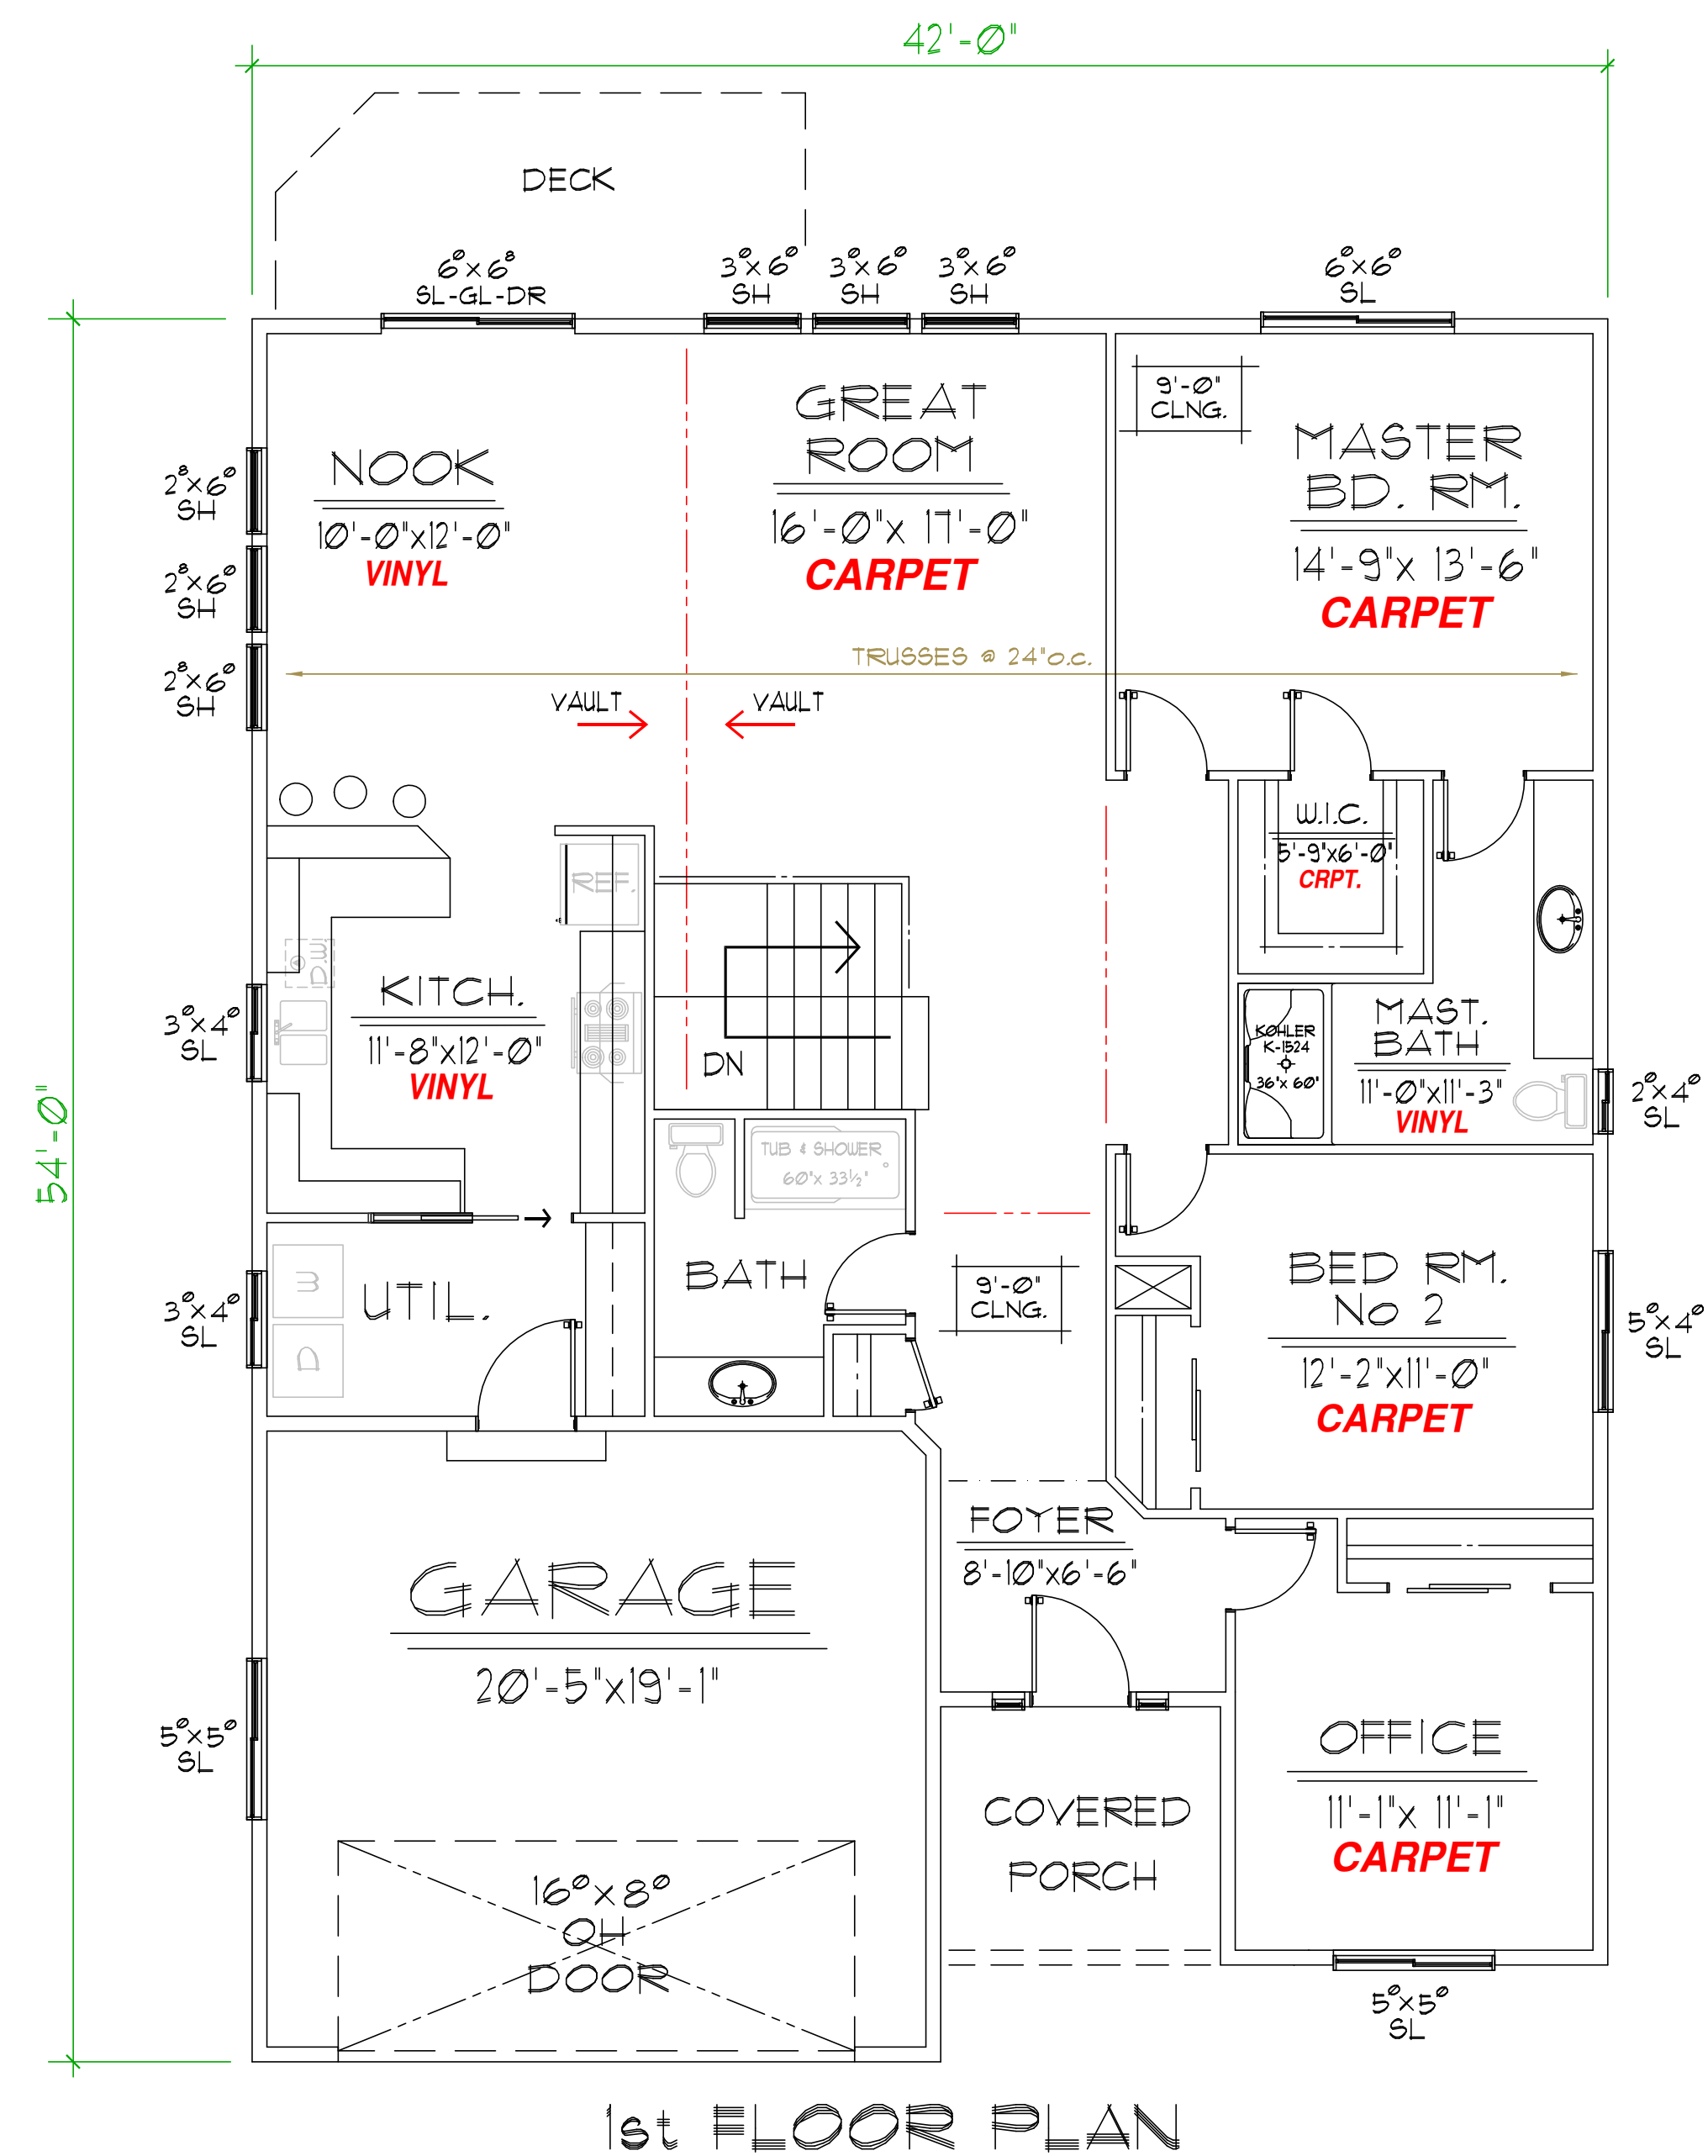 42'-0"
DECK
6⁰x6⁸
SL-GL-DR
3⁰x6⁰
SH
3⁰x6⁰
SH
3⁰x6⁰
SH
6⁰x6⁰
SL
9'-0"
CLNG.
GREAT
ROOM
16'-0"x 17'-0"
CARPET
NOOK
10'-0"x12'-0"
VINYL
MASTER
BD. RM.
14'-9"x 13'-6"
CARPET
2⁸x6⁰
SH
2⁸x6⁰
SH
2⁸x6⁰
SH
TRUSSES @ 24"o.c.
VAULT
VAULT
W.I.C.
5'-9"x6'-0"
CRPT.
REF.
D.W.
KITCH.
11'-8"x12'-0"
VINYL
3⁰x4⁰
SL
DN
KOHLER
K-1524
36"x 60"
MAST.
BATH
11'-0"x11'-3"
VINYL
2⁰x4⁰
SL
54'-0"
TUB & SHOWER
60"x 33½"
BATH
9'-0"
CLNG.
W
D
UTIL.
3⁰x4⁰
SL
BED RM.
No 2
12'-2"x11'-0"
CARPET
5⁰x4⁰
SL
FOYER
8'-10"x6'-6"
GARAGE
20'-5"x19'-1"
5⁰x5⁰
SL
OFFICE
11'-1"x 11'-1"
CARPET
COVERED
PORCH
16⁰x8⁰
OH
DOOR
5⁰x5⁰
SL
1st FLOOR PLAN